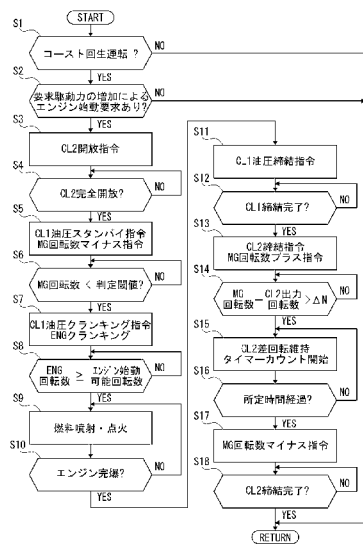 START
S1
コースト回生運転 ?
NO
YES
S2
要求駆動力の増加による
エンジン始動要求あり?
NO
YES
S3
CL2開放指令
S4
CL2完全開放?
NO
YES
S5
CL1油圧スタンバイ指令
MG回転数マイナス指令
S6
MG回転数 < 判定閾値?
NO
YES
S7
CL1油圧クランキング指令
ENGクランキング
S8
ENG回転数 ≧ エンジン始動可能回転数
NO
YES
S9
燃料噴射・点火
S10
エンジン完爆?
NO
YES
S11
CL1油圧締結指令
S12
CL1締結完了?
NO
YES
S13
CL2締結指令
MG回転数プラス指令
S14
MG回転数 − CL2出力回転数 >ΔN
NO
YES
S15
CL2差回転維持
タイマーカウント開始
S16
所定時間経過?
NO
YES
S17
MG回転数マイナス指令
S18
CL2締結完了?
NO
YES
RETURN